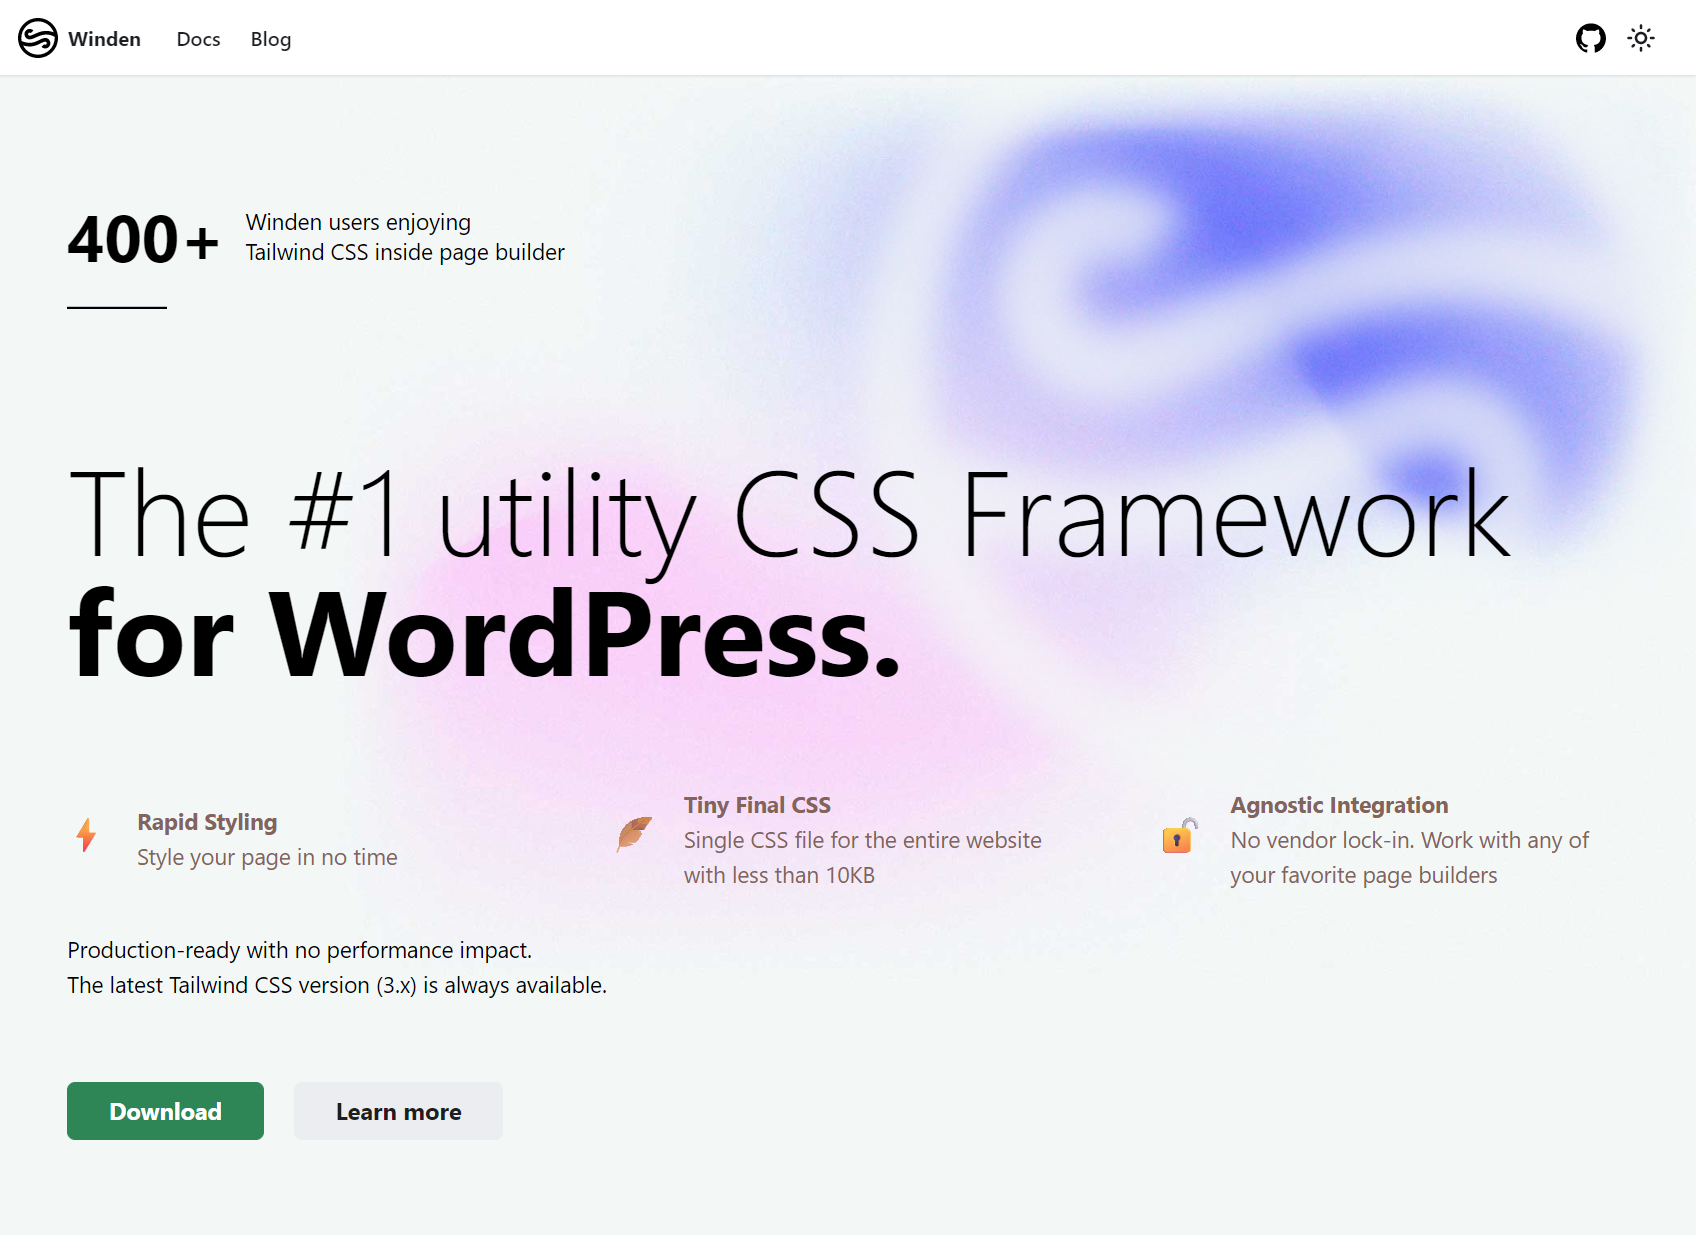 Winden Docs Blog
400+
Winden users enjoying
Tailwind CSS inside page builder
The #1 utility CSS Framework
for WordPress.
Rapid Styling
Style your page in no time
Tiny Final CSS
Single CSS file for the entire website
with less than 10KB
Agnostic Integration
No vendor lock-in. Work with any of
your favorite page builders
Production-ready with no performance impact.
The latest Tailwind CSS version (3.x) is always available.
Download
Learn more